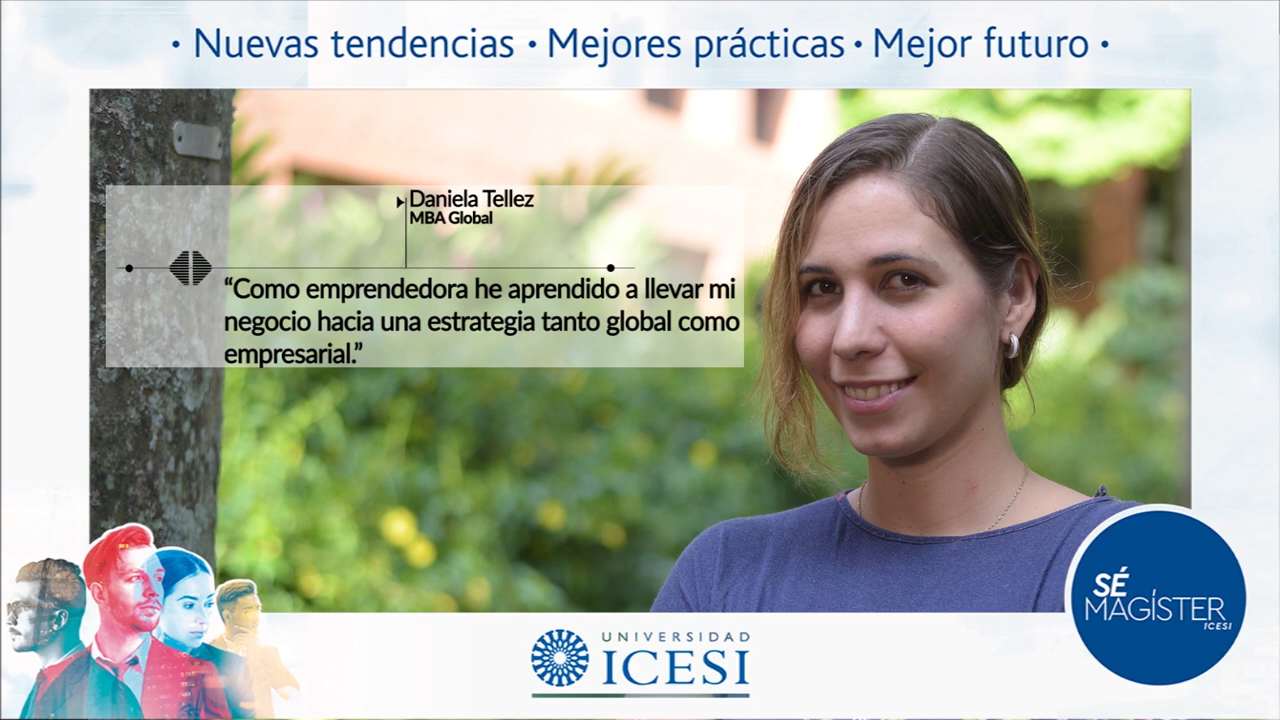 · Nuevas tendencias · Mejores prácticas · Mejor futuro ·
Daniela Tellez
MBA Global
“Como emprendedora he aprendido a llevar mi
negocio hacia una estrategia tanto global como
empresarial.”
SÉ
MAGÍSTER
ICESI
UNIVERSIDAD
ICESI